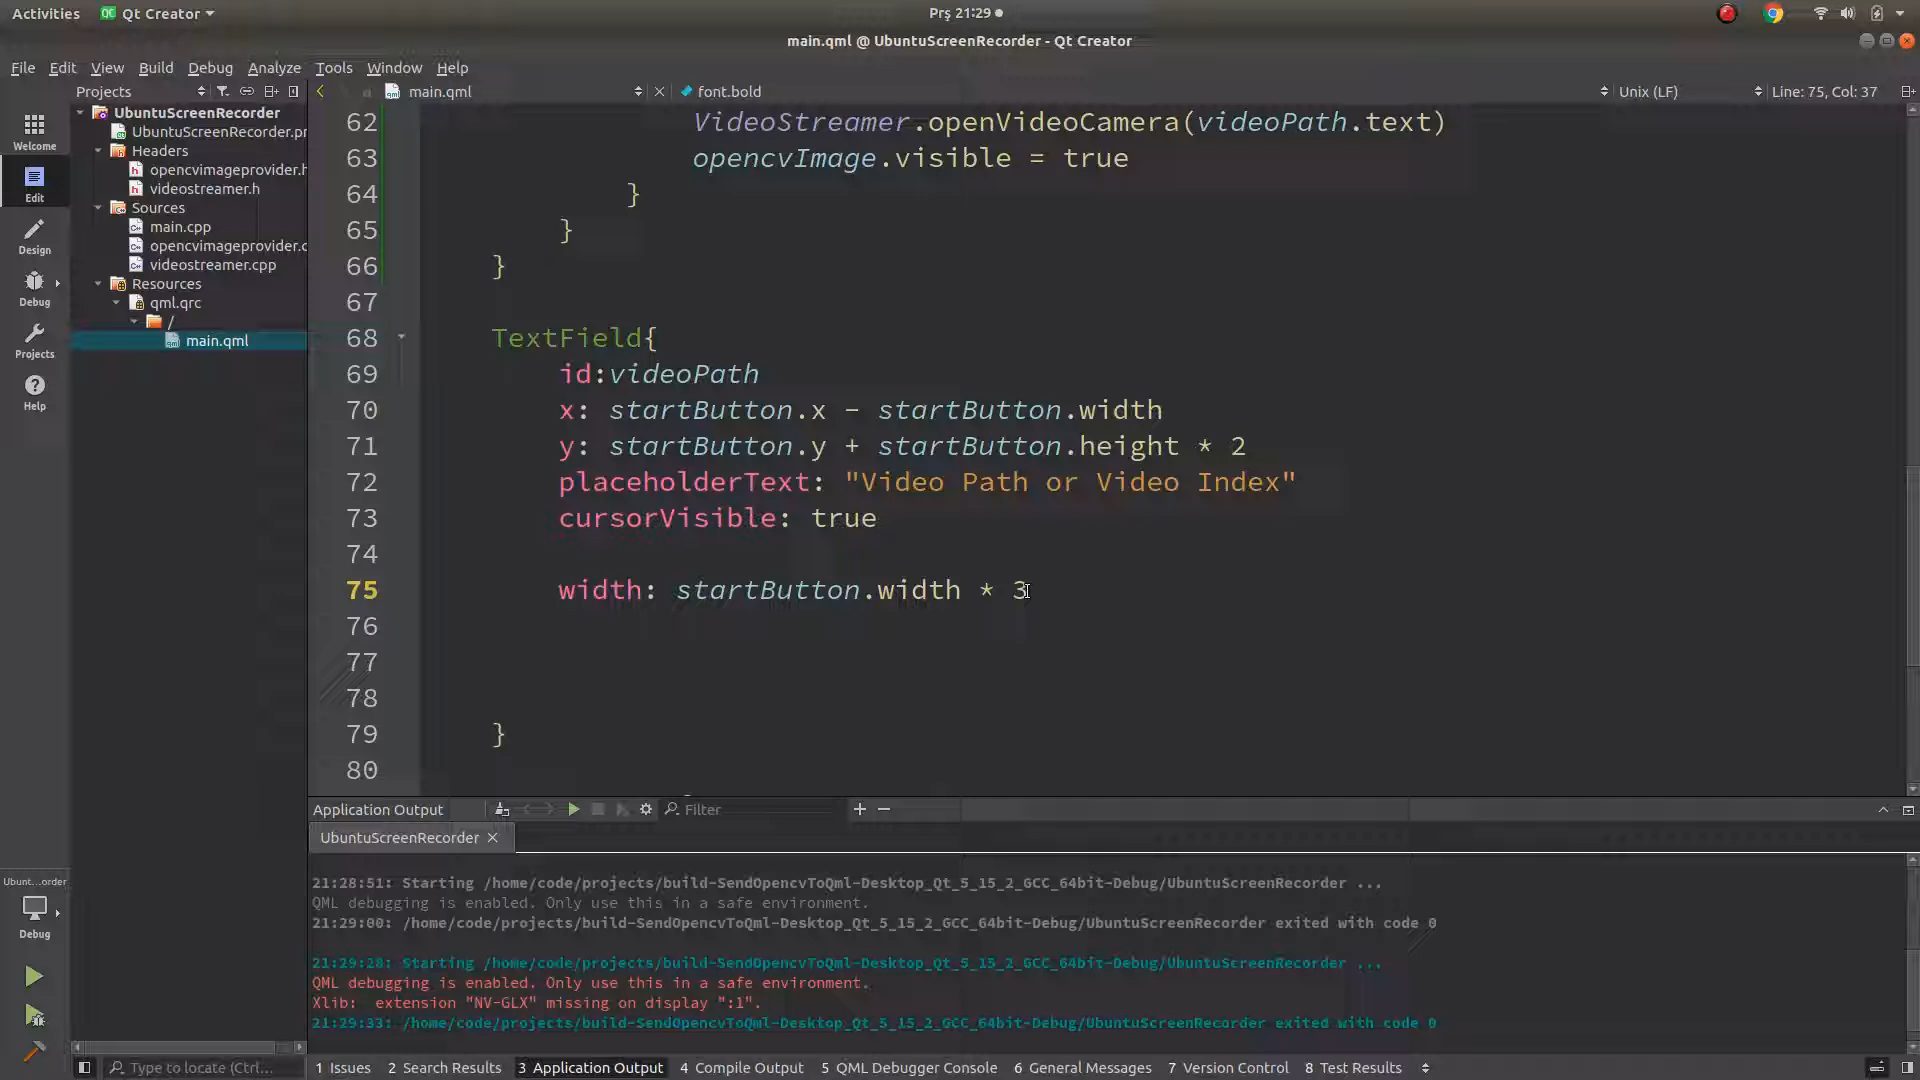 Activities Qt Creator Prş 21:29
main.qml @ UbuntuScreenRecorder - Qt Creator
File Edit View Build Debug Analyze Tools Window Help
Projects main.qml font.bold Unix (LF) Line: 75, Col: 37
Welcome
Edit
Design
Debug
Projects
Help
UbuntuScreenRecorder
UbuntuScreenRecorder.pr
Headers
opencvimageprovider.h
videostreamer.h
Sources
main.cpp
opencvimageprovider.c
videostreamer.cpp
Resources
qml.qrc
/
main.qml
62 VideoStreamer.openVideoCamera(videoPath.text)
63 opencvImage.visible = true
64 }
65 }
66 }
67
68 TextField{
69 id:videoPath
70 x: startButton.x - startButton.width
71 y: startButton.y + startButton.height * 2
72 placeholderText: "Video Path or Video Index"
73 cursorVisible: true
74
75 width: startButton.width * 3
76
77
78
79 }
80
Application Output Filter
UbuntuScreenRecorder
21:28:51: Starting /home/code/projects/build-SendOpencvToQml-Desktop_Qt_5_15_2_GCC_64bit-Debug/UbuntuScreenRecorder ...
QML debugging is enabled. Only use this in a safe environment.
21:29:00: /home/code/projects/build-SendOpencvToQml-Desktop_Qt_5_15_2_GCC_64bit-Debug/UbuntuScreenRecorder exited with code 0
21:29:28: Starting /home/code/projects/build-SendOpencvToQml-Desktop_Qt_5_15_2_GCC_64bit-Debug/UbuntuScreenRecorder ...
QML debugging is enabled. Only use this in a safe environment.
Xlib: extension "NV-GLX" missing on display ":1".
21:29:33: /home/code/projects/build-SendOpencvToQml-Desktop_Qt_5_15_2_GCC_64bit-Debug/UbuntuScreenRecorder exited with code 0
Ubunt...order
Debug
Type to locate (Ctrl... 1 Issues 2 Search Results 3 Application Output 4 Compile Output 5 QML Debugger Console 6 General Messages 7 Version Control 8 Test Results